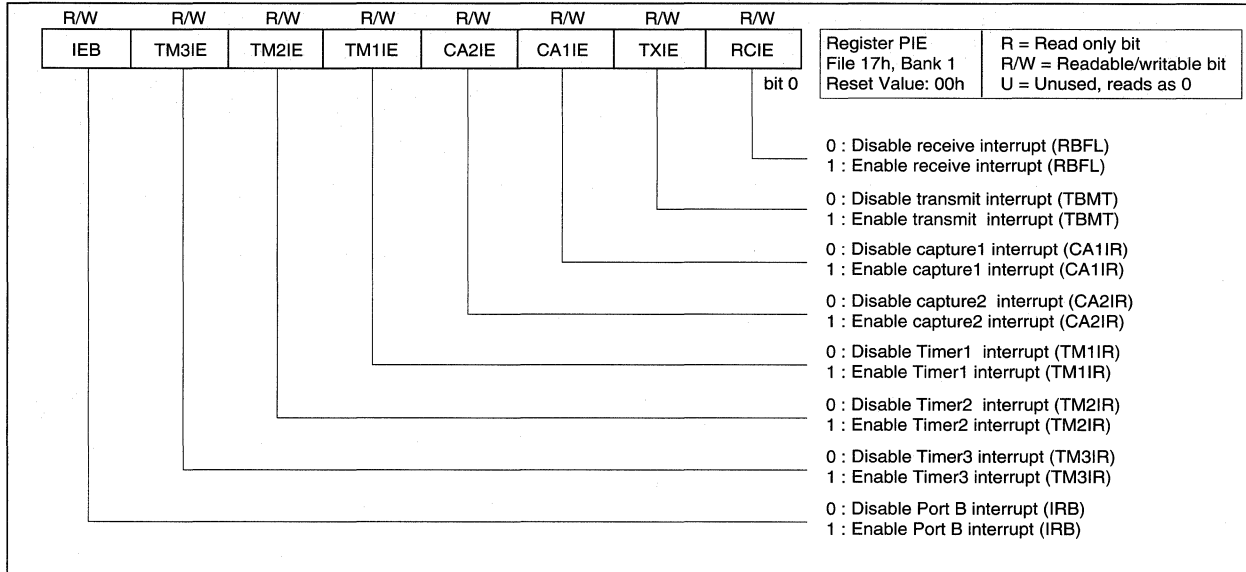 R/W R/W R/W R/W R/W R/W R/W R/W
IEB TM3IE TM2IE TM1IE CA2IE CA1IE TXIE RCIE
bit 0
Register PIE
File 17h, Bank 1
Reset Value: 00h
R = Read only bit
R/W = Readable/writable bit
U = Unused, reads as 0
0 : Disable receive interrupt (RBFL)
1 : Enable receive interrupt (RBFL)
0 : Disable transmit interrupt (TBMT)
1 : Enable transmit interrupt (TBMT)
0 : Disable capture1 interrupt (CA1IR)
1 : Enable capture1 interrupt (CA1IR)
0 : Disable capture2 interrupt (CA2IR)
1 : Enable capture2 interrupt (CA2IR)
0 : Disable Timer1 interrupt (TM1IR)
1 : Enable Timer1 interrupt (TM1IR)
0 : Disable Timer2 interrupt (TM2IR)
1 : Enable Timer2 interrupt (TM2IR)
0 : Disable Timer3 interrupt (TM3IR)
1 : Enable Timer3 interrupt (TM3IR)
0 : Disable Port B interrupt (IRB)
1 : Enable Port B interrupt (IRB)